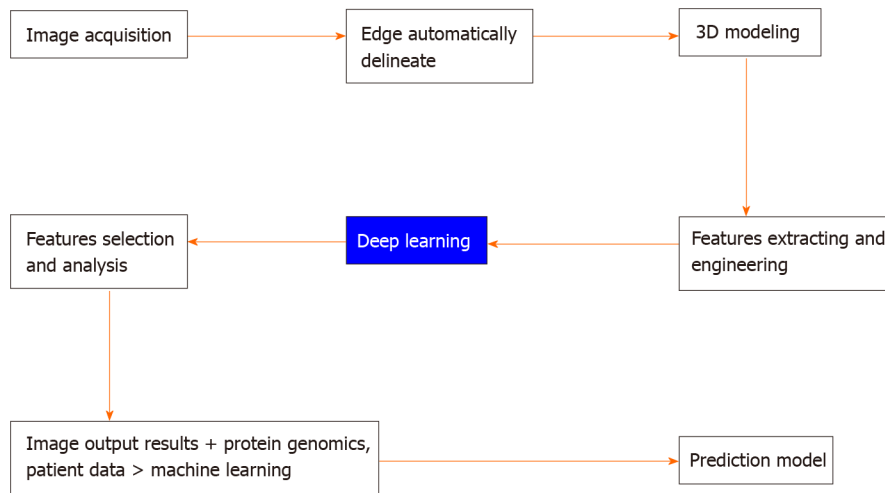 Image acquisition
Edge automatically
delineate
3D modeling
Features selection
and analysis
Deep learning
Features extracting and
engineering
Image output results + protein genomics,
patient data > machine learning
Prediction model